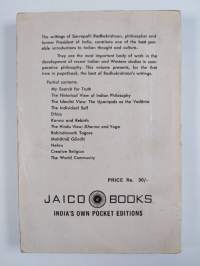 The writings of Sarvepalli Radhakrishnan, philosopher and
former President of India, constitute one of the best pos-
sible introductions to Indian thought and culture.
They are the most important body of work in the
development of recent Indian and Western studies in com-
parative philosophy. This volume presents, for the first
time in paperback, the best of Radhakrishnan's writings.
Partial contents:
My Search for Truth
The Historical View of Indian Philosophy
The Idealist View: The Upanisads as the Vedānta
The Individual Self
Ethics
Karma and Rebirth
The Hindu View: Dharma and Yoga
Rabindranath Tagore
Mahātmā Gāndhi
Nehru
Creative Religion
The World Community
PRICE Rs. 30/-
JAICO BOOKS
INDIA'S OWN POCKET EDITIONS